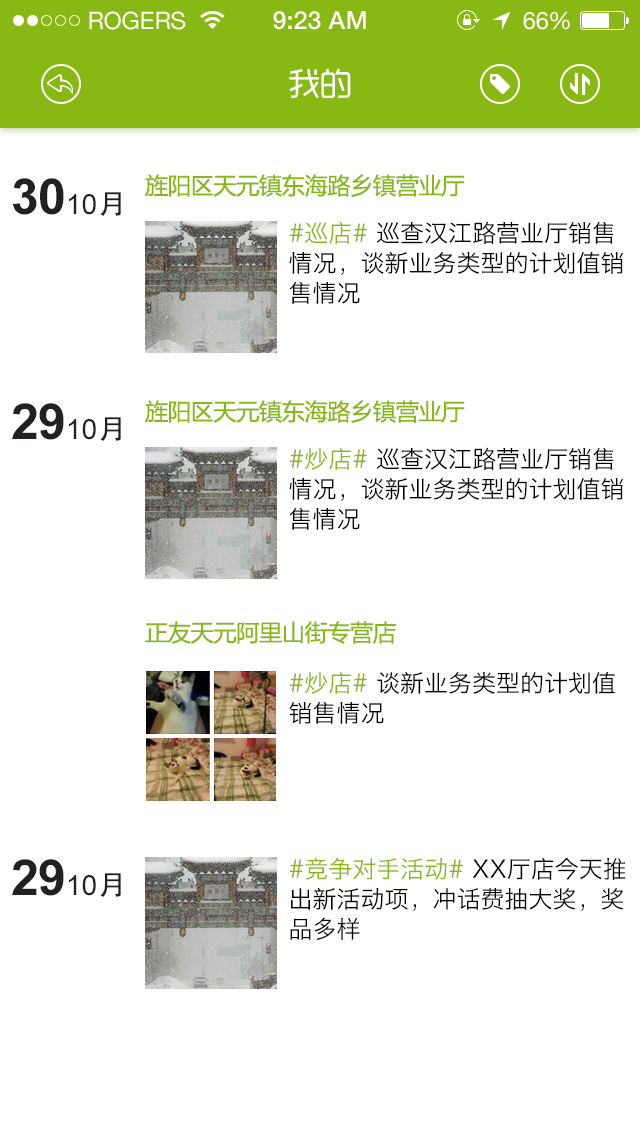 ROGERS 9:23 AM 66%
我的
30 10月
旌阳区天元镇东海路乡镇营业厅
#巡店# 巡查汉江路营业厅销售
情况，谈新业务类型的计划值销
售情况
29 10月
旌阳区天元镇东海路乡镇营业厅
#炒店# 巡查汉江路营业厅销售
情况，谈新业务类型的计划值销
售情况
正友天元阿里山街专营店
#炒店# 谈新业务类型的计划值
销售情况
29 10月
#竞争对手活动# XX厅店今天推
出新活动项，冲话费抽大奖，奖
品多样